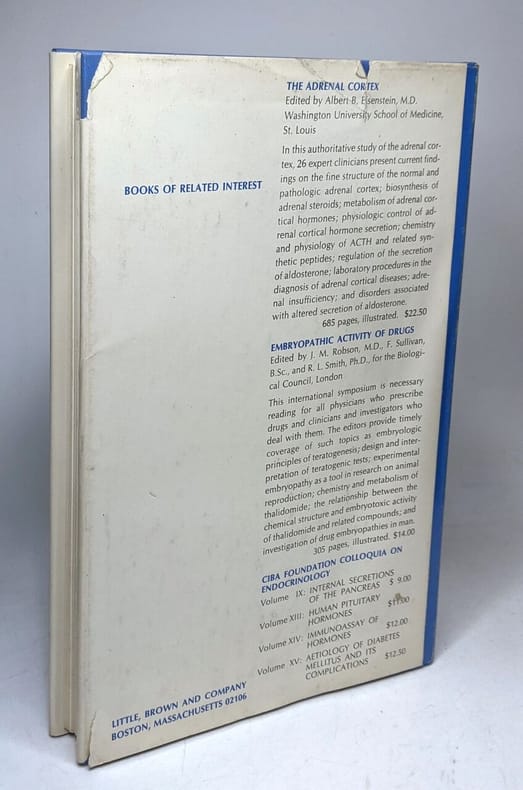 THE ADRENAL CORTEX
Edited by Albert B. Eisenstein, M.D.
Washington University School of Medicine,
St. Louis
In this authoritative study of the adrenal cor-
tex, 26 expert clinicians present current find-
ings on the fine structure of the normal and
pathologic adrenal cortex; biosynthesis of
adrenal steroids; metabolism of adrenal cor-
tical hormones; physiologic control of ad-
renal cortical hormone secretion; chemistry
and physiology of ACTH and related syn-
thetic peptides; regulation of the secretion
of aldosterone; laboratory procedures in the
diagnosis of adrenal cortical diseases; adre-
nal insufficiency; and disorders associated
with altered secretion of aldosterone.
685 pages, illustrated. $22.50
BOOKS OF RELATED INTEREST
EMBRYOPATHIC ACTIVITY OF DRUGS
Edited by J. M. Robson, M.D., F. Sullivan,
B.Sc., and R. L. Smith, Ph.D., for the Biologi-
cal Council, London
This international symposium is necessary
reading for all physicians who prescribe
drugs and clinicians and investigators who
deal with them. The editors provide timely
coverage of such topics as embryologic
principles of teratogenesis; design and inter-
pretation of teratogenic tests; experimental
embryopathy as a tool in research on animal
reproduction; chemistry and metabolism of
thalidomide; the relationship between the
chemical structure and embryotoxic activity
of thalidomide and related compounds; and
investigation of drug embryopathies in man.
305 pages, illustrated. $14.00
CIBA FOUNDATION COLLOQUIA ON
ENDOCRINOLOGY
Volume IX: INTERNAL SECRETIONS
OF THE PANCREAS $ 9.00
Volume XIII: HUMAN PITUITARY
HORMONES $11.00
Volume XIV: IMMUNOASSAY OF
HORMONES $12.00
Volume XV: AETIOLOGY OF DIABETES
MELLITUS AND ITS
COMPLICATIONS $12.50
LITTLE, BROWN AND COMPANY
BOSTON, MASSACHUSETTS 02106